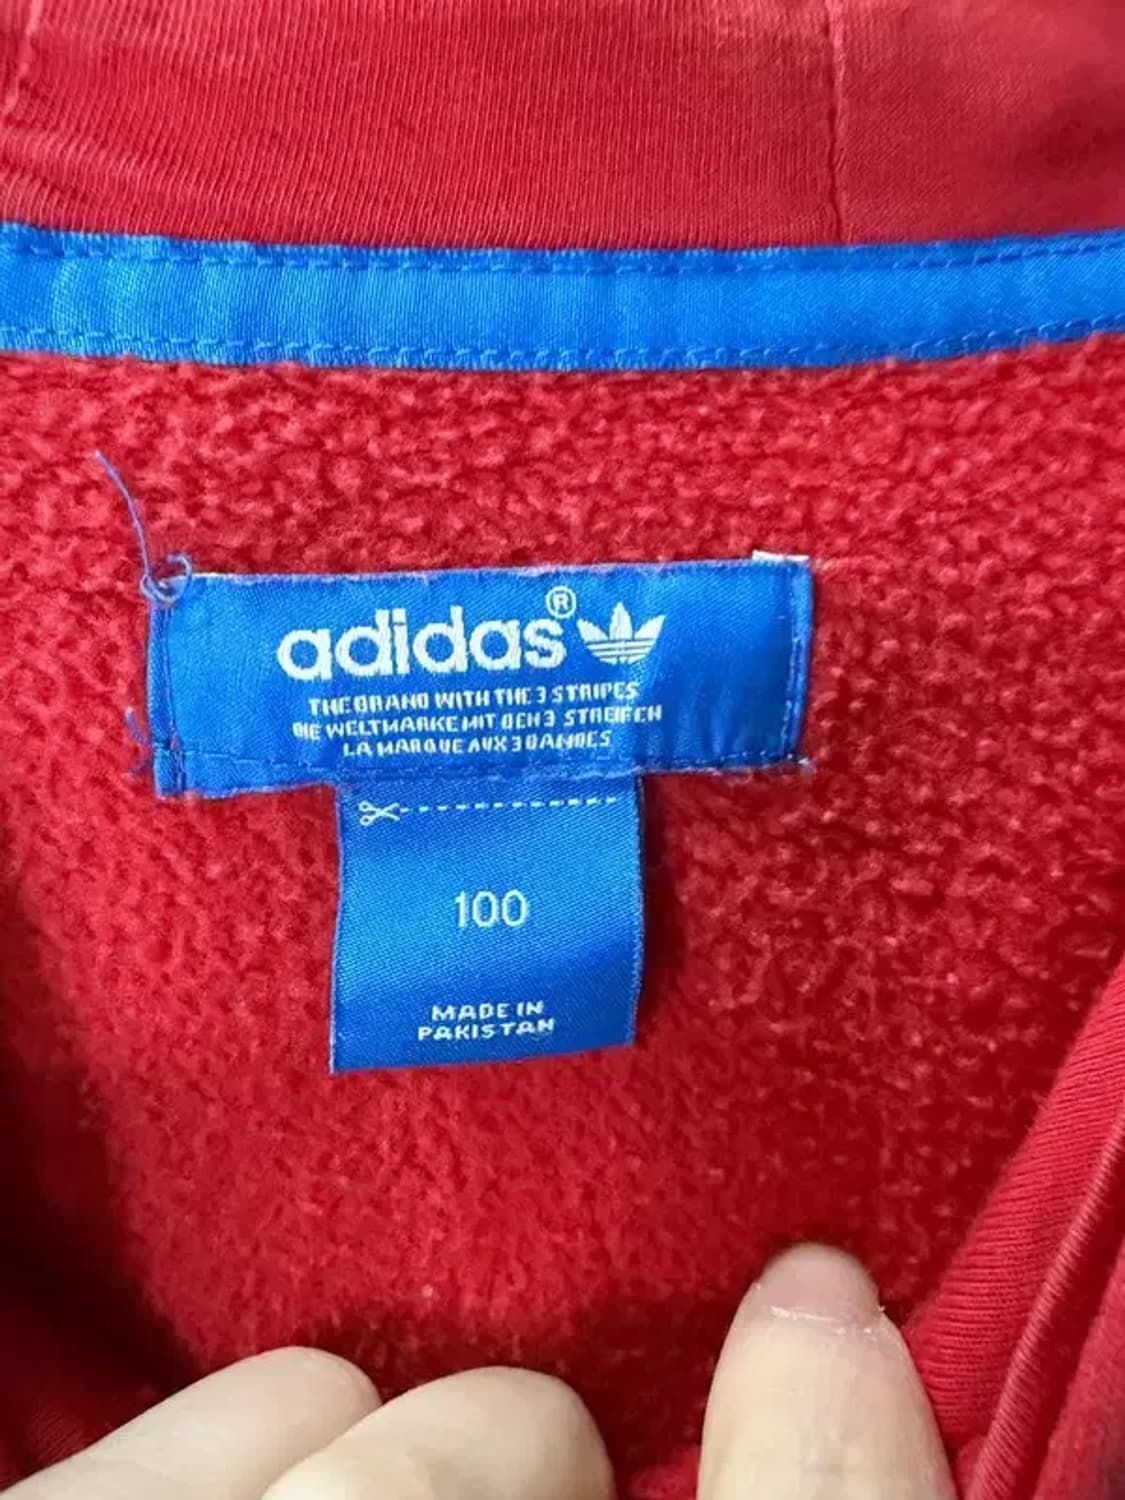 adidas®
THE BRAND WITH THE 3 STRIPES
DIE WELTMARKE MIT DEN 3 STREIFEN
LA MARQUE AUX 3 BANDES
100
MADE IN
PAKISTAN